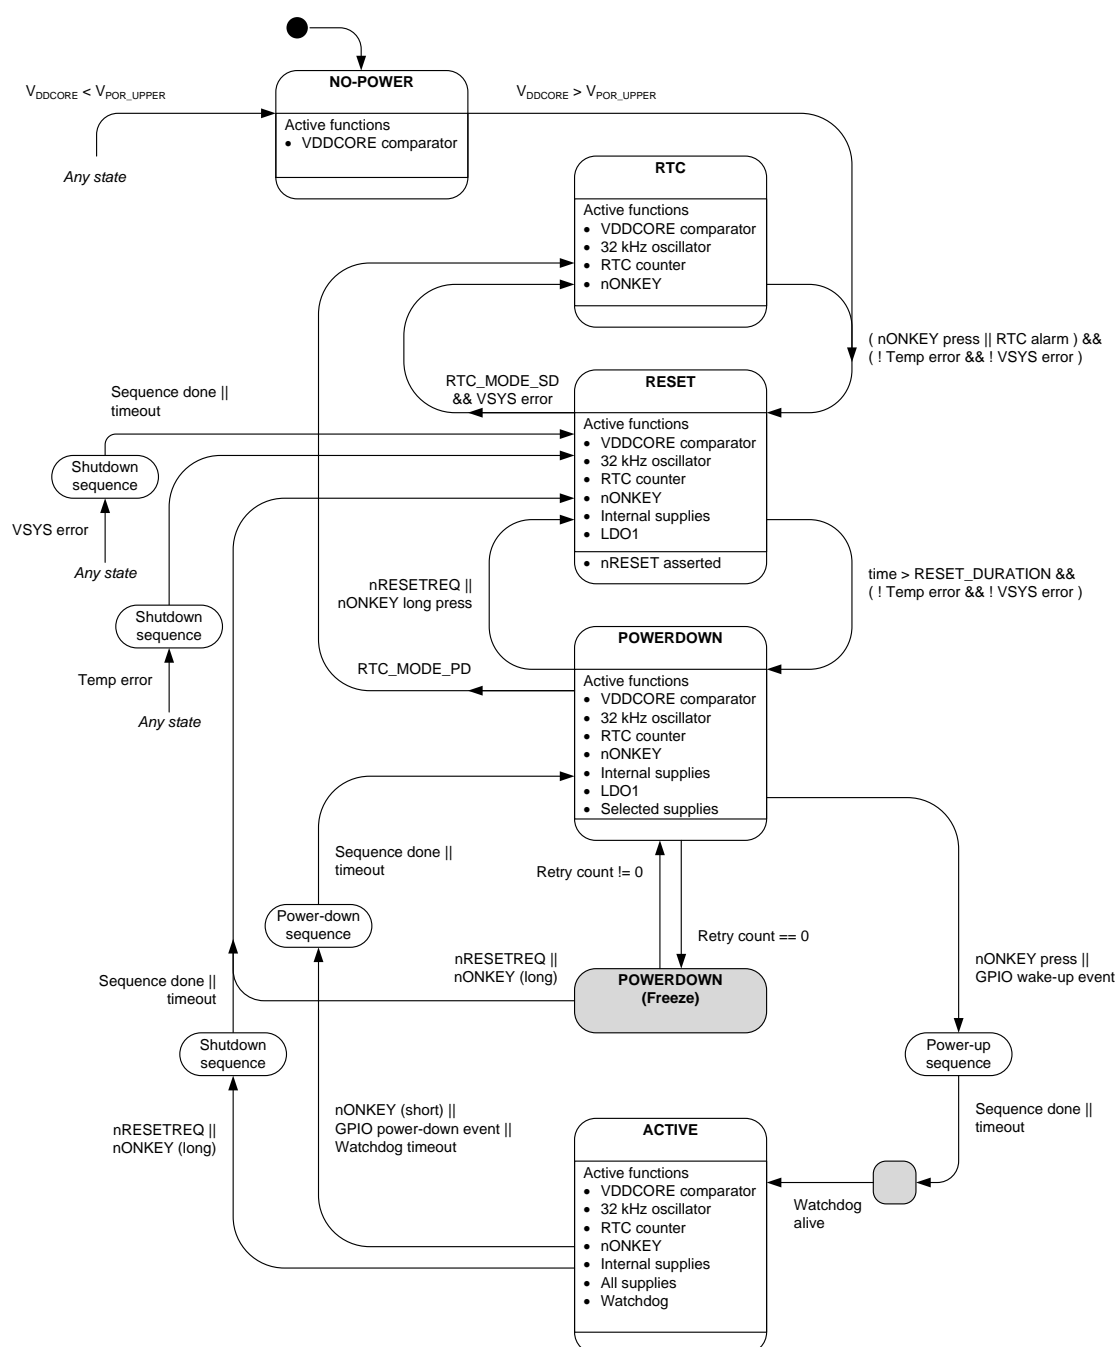 NO-POWER
V_DDCORE < V_POR_UPPER
V_DDCORE > V_POR_UPPER
Active functions
• VDDCORE comparator
Any state
RTC
Active functions
• VDDCORE comparator
• 32 kHz oscillator
• RTC counter
• nONKEY
( nONKEY press || RTC alarm ) &&
( ! Temp error && ! VSYS error )
RTC_MODE_SD
&& VSYS error
Sequence done ||
timeout
RESET
Active functions
• VDDCORE comparator
• 32 kHz oscillator
• RTC counter
• nONKEY
• Internal supplies
• LDO1
• nRESET asserted
Shutdown
sequence
VSYS error
Any state
nRESETREQ ||
nONKEY long press
time > RESET_DURATION &&
( ! Temp error && ! VSYS error )
Shutdown
sequence
Temp error
Any state
RTC_MODE_PD
POWERDOWN
Active functions
• VDDCORE comparator
• 32 kHz oscillator
• RTC counter
• nONKEY
• Internal supplies
• LDO1
• Selected supplies
Sequence done ||
timeout
Retry count != 0
Power-down
sequence
Retry count == 0
nRESETREQ ||
nONKEY (long)
POWERDOWN
(Freeze)
nONKEY press ||
GPIO wake-up event
Sequence done ||
timeout
Shutdown
sequence
Power-up
sequence
nRESETREQ ||
nONKEY (long)
nONKEY (short) ||
GPIO power-down event ||
Watchdog timeout
Sequence done ||
timeout
ACTIVE
Active functions
• VDDCORE comparator
• 32 kHz oscillator
• RTC counter
• nONKEY
• Internal supplies
• All supplies
• Watchdog
Watchdog
alive